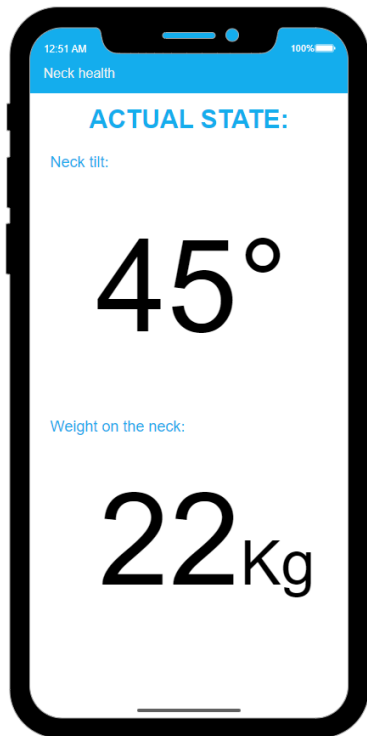 12:51 AM 100%
Neck health
ACTUAL STATE:
Neck tilt:
45°
Weight on the neck:
22Kg